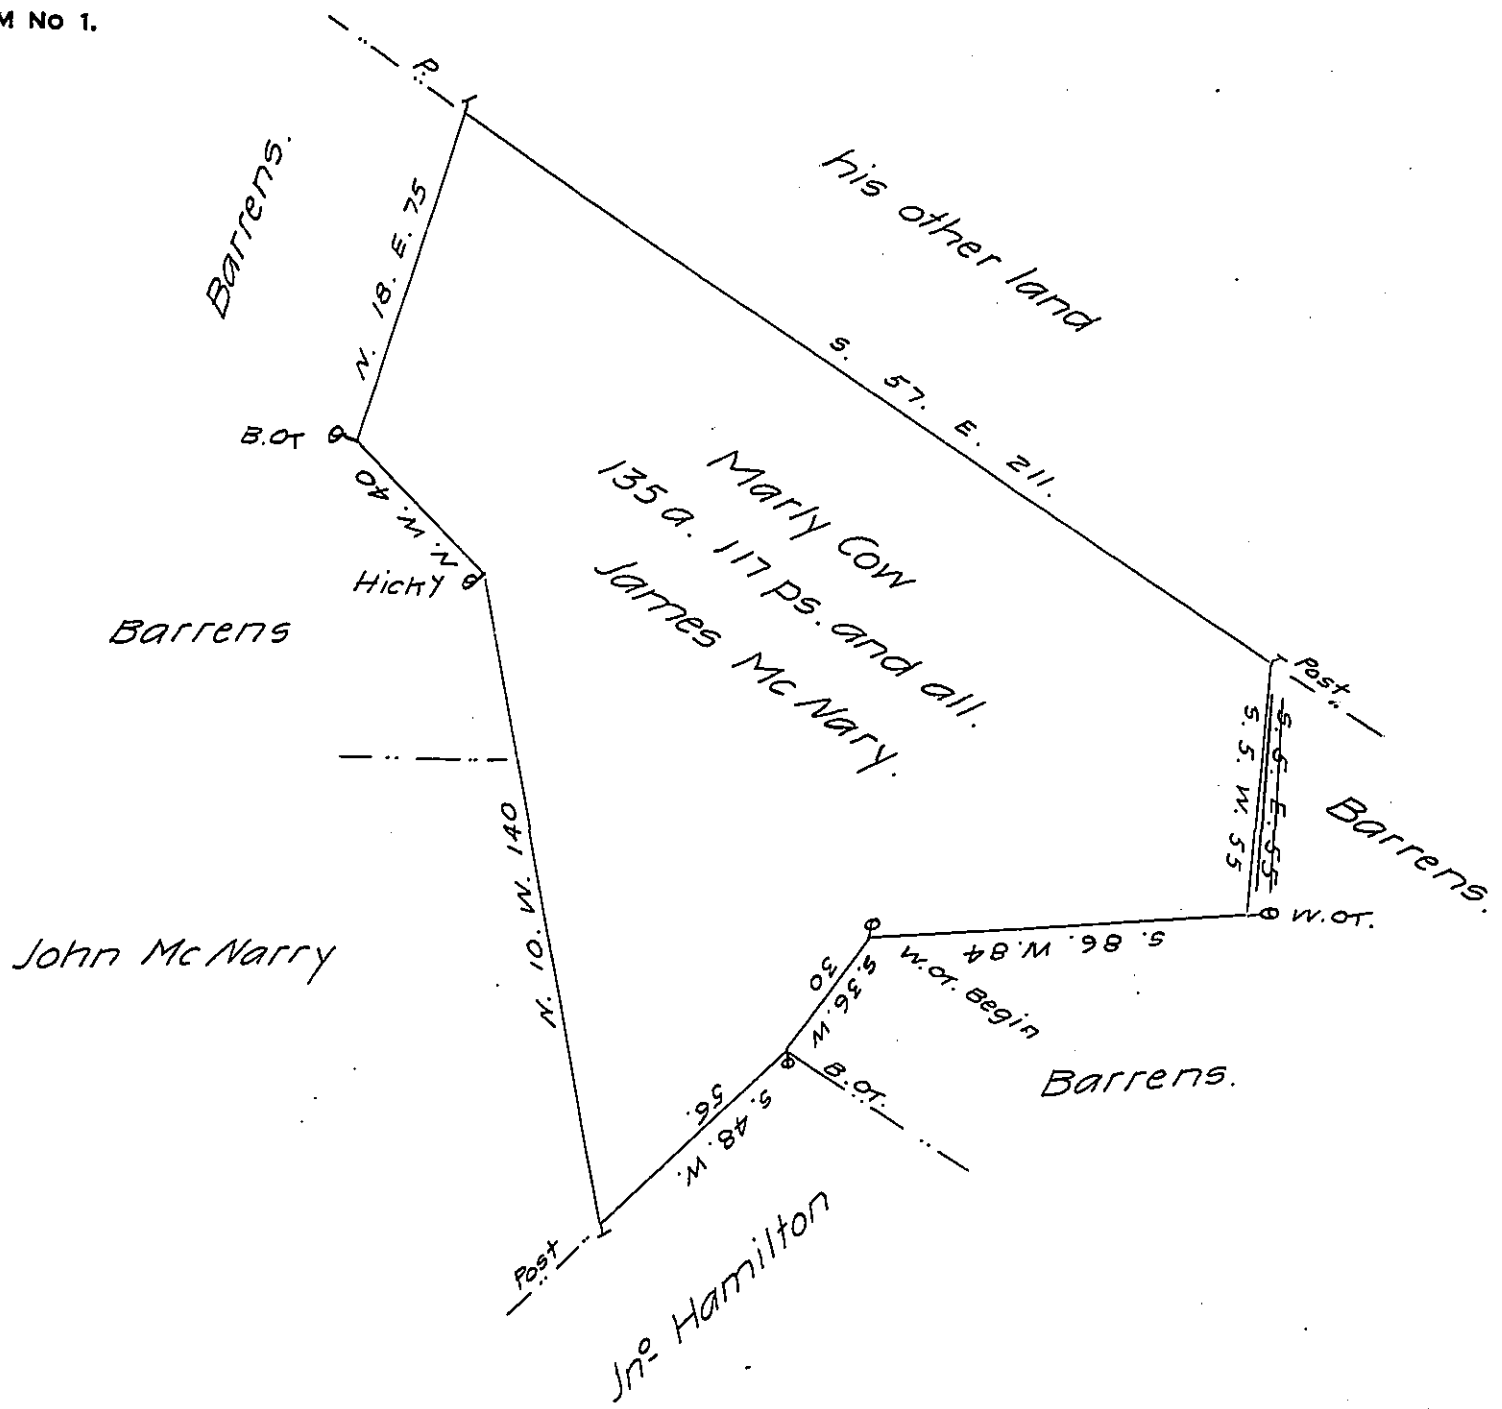 M No 1.
P.
Barrens.
N. 18. E. 75
his other land
S. 57. E. 211.
B.OT
N. W. 40
Hicky
Marly Cow
135 a. 117 ps. and all.
James McNary.
Barrens
Post
S. 5. E. 55
S. 5. W. 55
Barrens.
W.OT.
S. 86. W. 84
W.OT. Begin
S. 36. W
30
N. 10. W. 140
John McNarry
B.OT.
Barrens.
S. 48. W.
56.
Post
Jno Hamilton